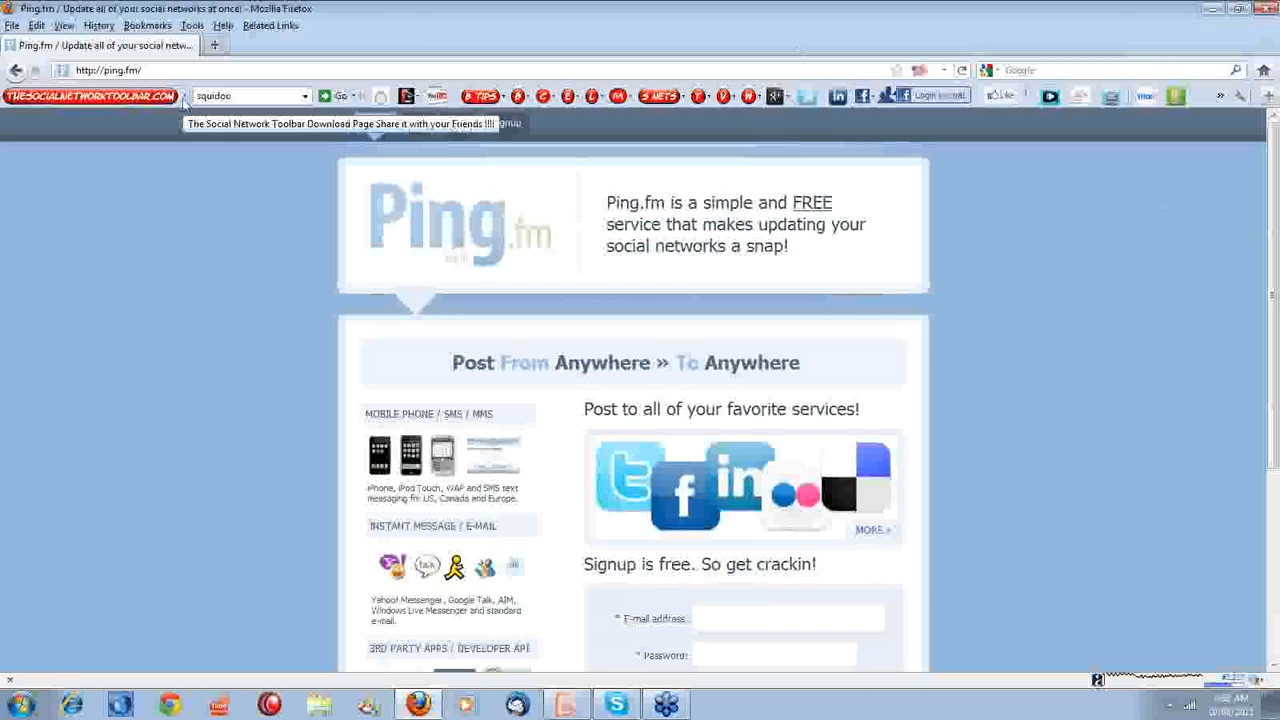 Ping.fm / Update all of your social networks at once! - Mozilla Firefox
File Edit View History Bookmarks Tools Help Related Links
Ping.fm / Update all of your social netw...
http://ping.fm/
Google
THESOCIALNETWORKTOOLBAR.COM
squidoo
Go
B TIPS
S NETS
T V W
Login
Like
The Social Network Toolbar Download Page Share it with your Friends !!!!
Ping.fm
Ping.fm is a simple and FREE
service that makes updating your
social networks a snap!
Post From Anywhere » To Anywhere
MOBILE PHONE / SMS / MMS
iPhone, iPod Touch, WAP and SMS text
messaging for US, Canada and Europe.
INSTANT MESSAGE / E-MAIL
Yahoo! Messenger, Google Talk, AIM,
Windows Live Messenger and standard
e-mail.
3RD PARTY APPS / DEVELOPER API
Post to all of your favorite services!
MORE »
Signup is free. So get crackin!
* E-mail address:
* Password: